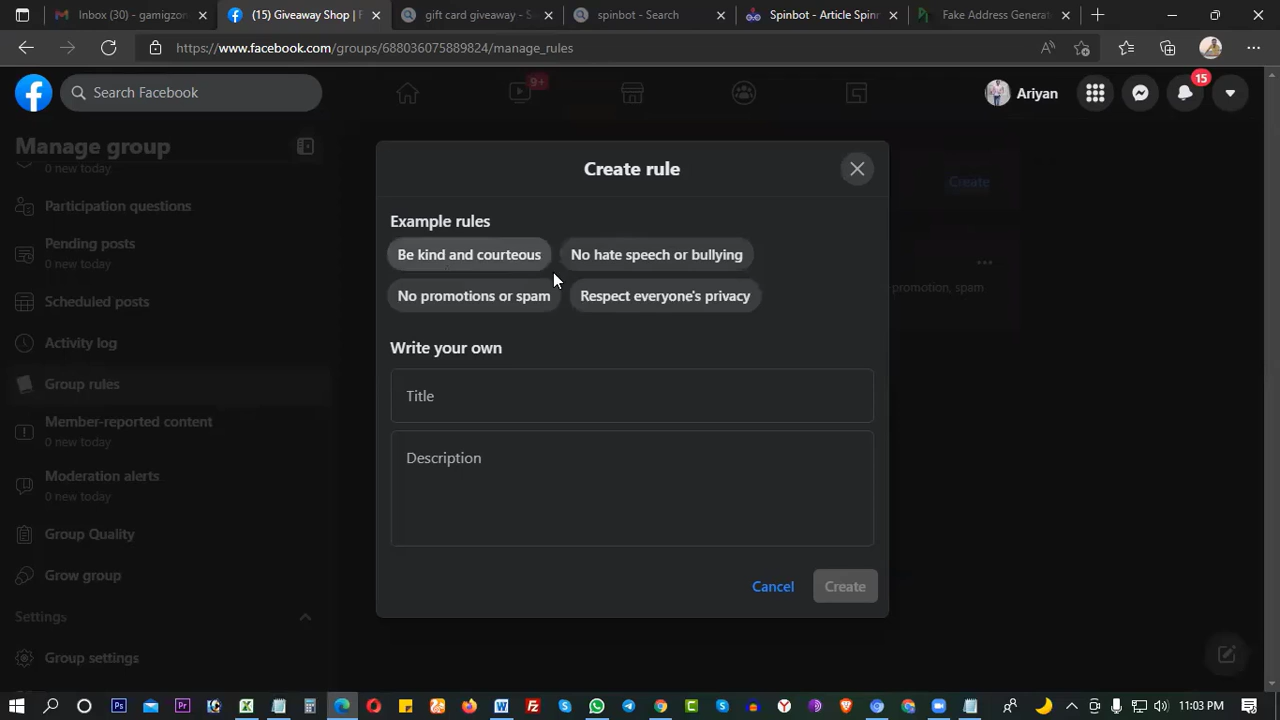 Inbox (30) - gamigzon
(15) Giveaway Shop |
gift card giveaway - S
spinbot - Search
Spinbot - Article Spinn
Fake Address Generat
https://www.facebook.com/groups/688036075889824/manage_rules
Search Facebook
9+
Ariyan
15
Manage group
0 new today
Participation questions
Pending posts
0 new today
Scheduled posts
Activity log
Group rules
Member-reported content
0 new today
Moderation alerts
0 new today
Group Quality
Grow group
Settings
Group settings
Create
promotion, spam
Create rule
Example rules
Be kind and courteous
No hate speech or bullying
No promotions or spam
Respect everyone's privacy
Write your own
Title
Description
Cancel
Create
11:03 PM